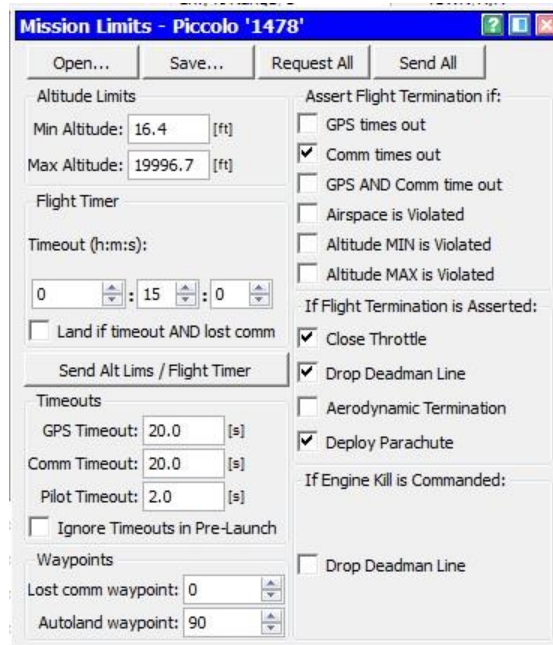 Mission Limits - Piccolo '1478'
Open...
Save...
Request All
Send All
Altitude Limits
Min Altitude: 16.4 [ft]
Max Altitude: 19996.7 [ft]
Flight Timer
Timeout (h:m:s):
0 : 15 : 0
Land if timeout AND lost comm
Send Alt Lims / Flight Timer
Timeouts
GPS Timeout: 20.0 [s]
Comm Timeout: 20.0 [s]
Pilot Timeout: 2.0 [s]
Ignore Timeouts in Pre-Launch
Waypoints
Lost comm waypoint: 0
Autoland waypoint: 90
Assert Flight Termination if:
GPS times out
Comm times out
GPS AND Comm time out
Airspace is Violated
Altitude MIN is Violated
Altitude MAX is Violated
If Flight Termination is Asserted:
Close Throttle
Drop Deadman Line
Aerodynamic Termination
Deploy Parachute
If Engine Kill is Commanded:
Drop Deadman Line